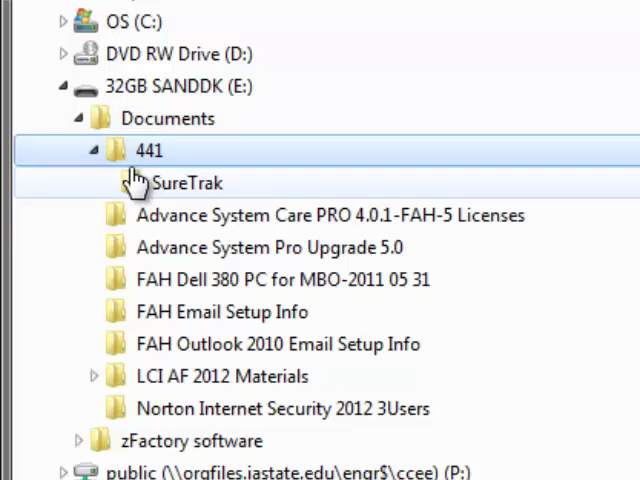 OS (C:)
DVD RW Drive (D:)
32GB SANDDK (E:)
Documents
441
SureTrak
Advance System Care PRO 4.0.1-FAH-5 Licenses
Advance System Pro Upgrade 5.0
FAH Dell 380 PC for MBO-2011 05 31
FAH Email Setup Info
FAH Outlook 2010 Email Setup Info
LCI AF 2012 Materials
Norton Internet Security 2012 3Users
zFactory software
public (\\orgfiles.iastate.edu\engr$\ccee) (P:)